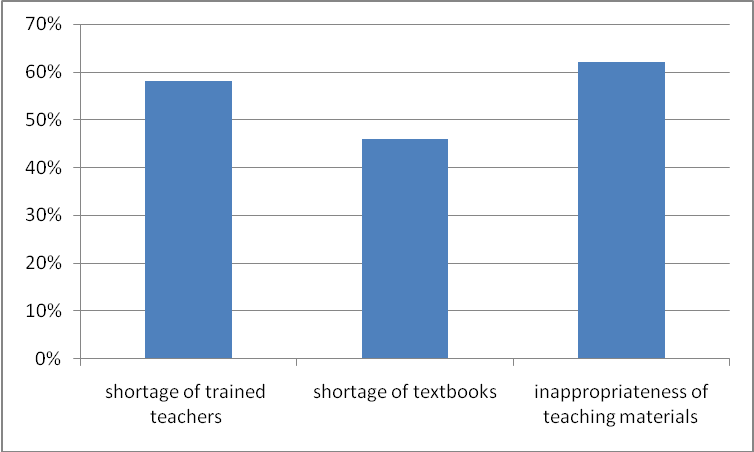 70%
60%
50%
40%
30%
20%
10%
0%
shortage of trained
teachers
shortage of textbooks
inappropriateness of
teaching materials